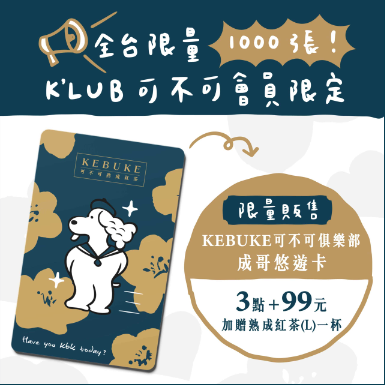 全台限量 1000張!
K'LUB 可不可會員限定
KEBUKE
可不可熟成紅茶
Have you KBK today?
限量販售
KEBUKE可不可俱樂部
成哥悠遊卡
3點+99元
加贈熟成紅茶(L)一杯